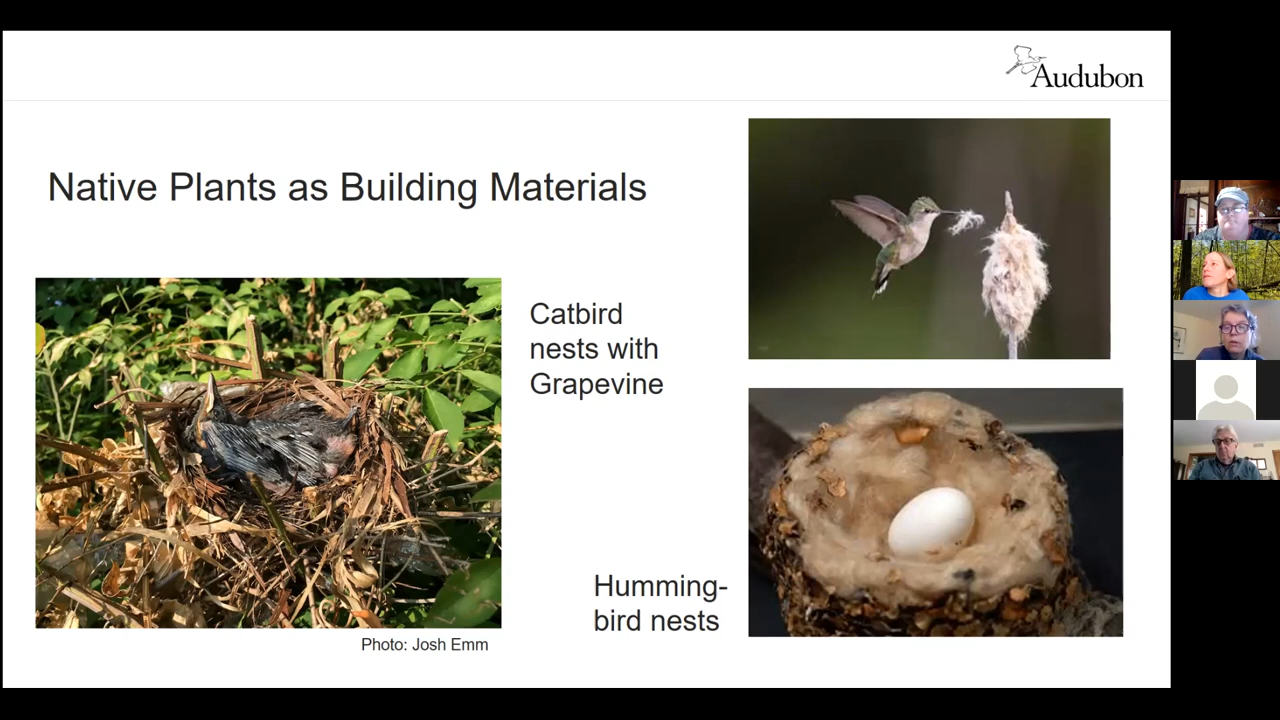 Audubon
Native Plants as Building Materials
Catbird
nests with
Grapevine
Humming-
bird nests
Photo: Josh Emm